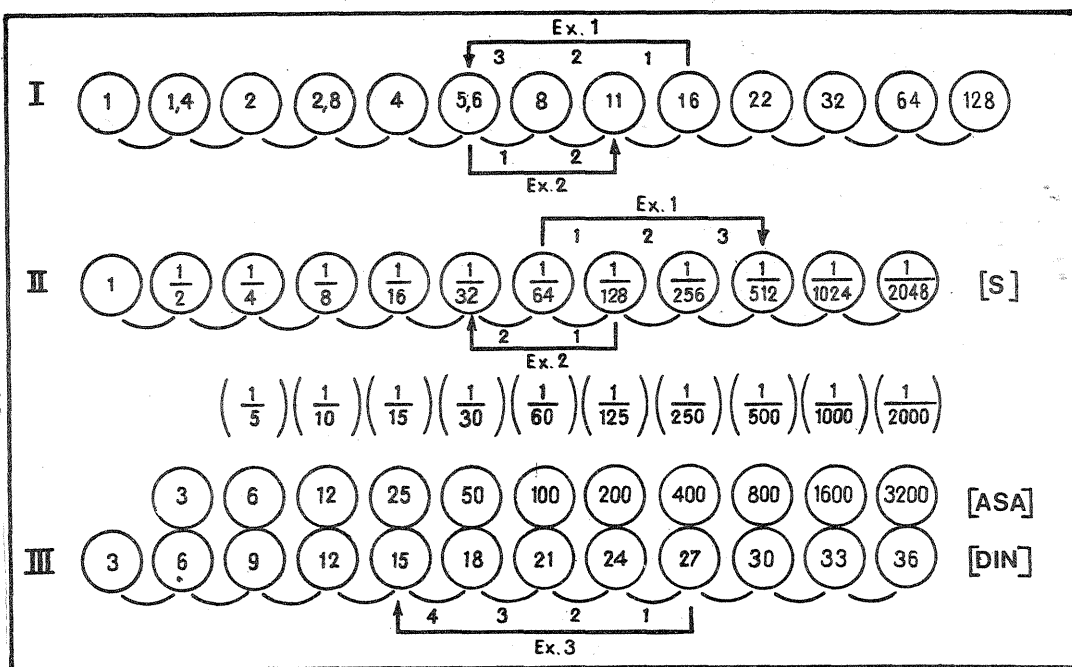 Ex. 1
3 2 1
I 1 1,4 2 2,8 4 5,6 8 11 16 22 32 64 128
1 2
Ex. 2
Ex. 1
1 2 3
II 1 1/2 1/4 1/8 1/16 1/32 1/64 1/128 1/256 1/512 1/1024 1/2048 [S]
2 1
Ex. 2
(1/5) (1/10) (1/15) (1/30) (1/60) (1/125) (1/250) (1/500) (1/1000) (1/2000)
3 6 12 25 50 100 200 400 800 1600 3200 [ASA]
III 3 6 9 12 15 18 21 24 27 30 33 36 [DIN]
4 3 2 1
Ex. 3